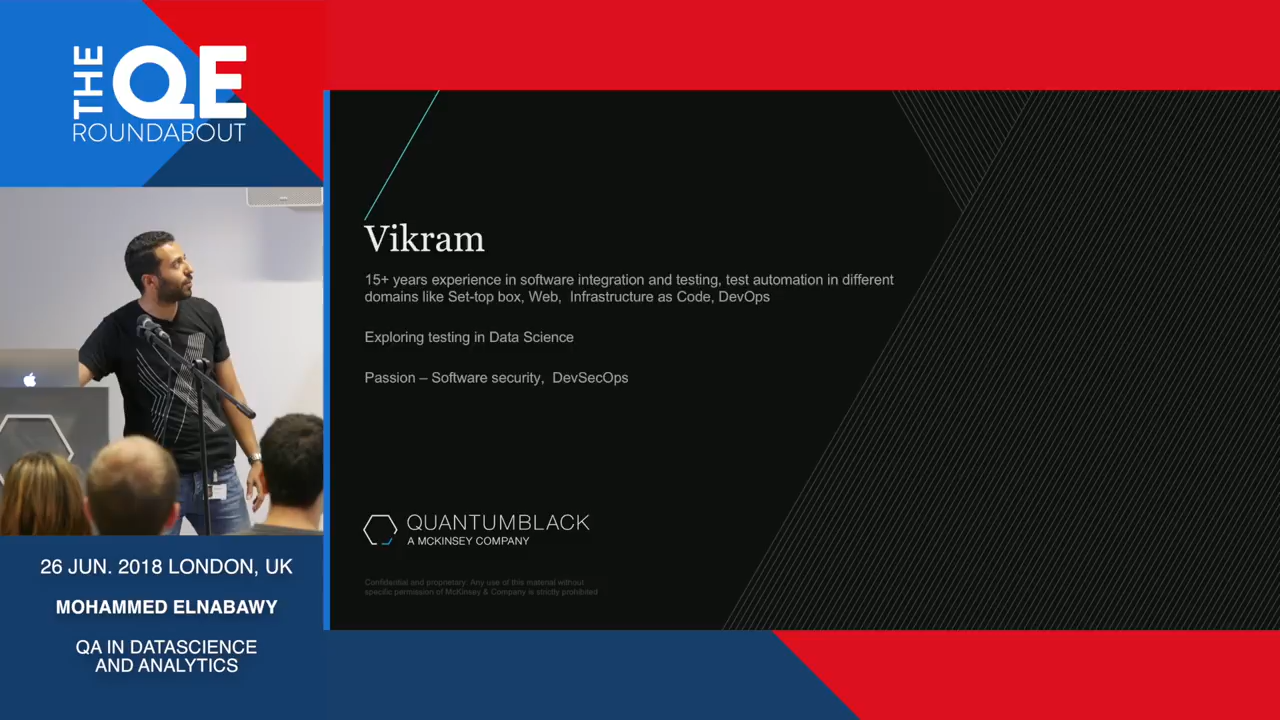 THE
QE
ROUNDABOUT
26 JUN. 2018 LONDON, UK
MOHAMMED ELNABAWY
QA IN DATASCIENCE
AND ANALYTICS
Vikram
15+ years experience in software integration and testing, test automation in different
domains like Set-top box, Web,  Infrastructure as Code, DevOps
Exploring testing in Data Science
Passion – Software security,  DevSecOps
QUANTUMBLACK
A MCKINSEY COMPANY
Confidential and proprietary: Any use of this material without
specific permission of McKinsey & Company is strictly prohibited